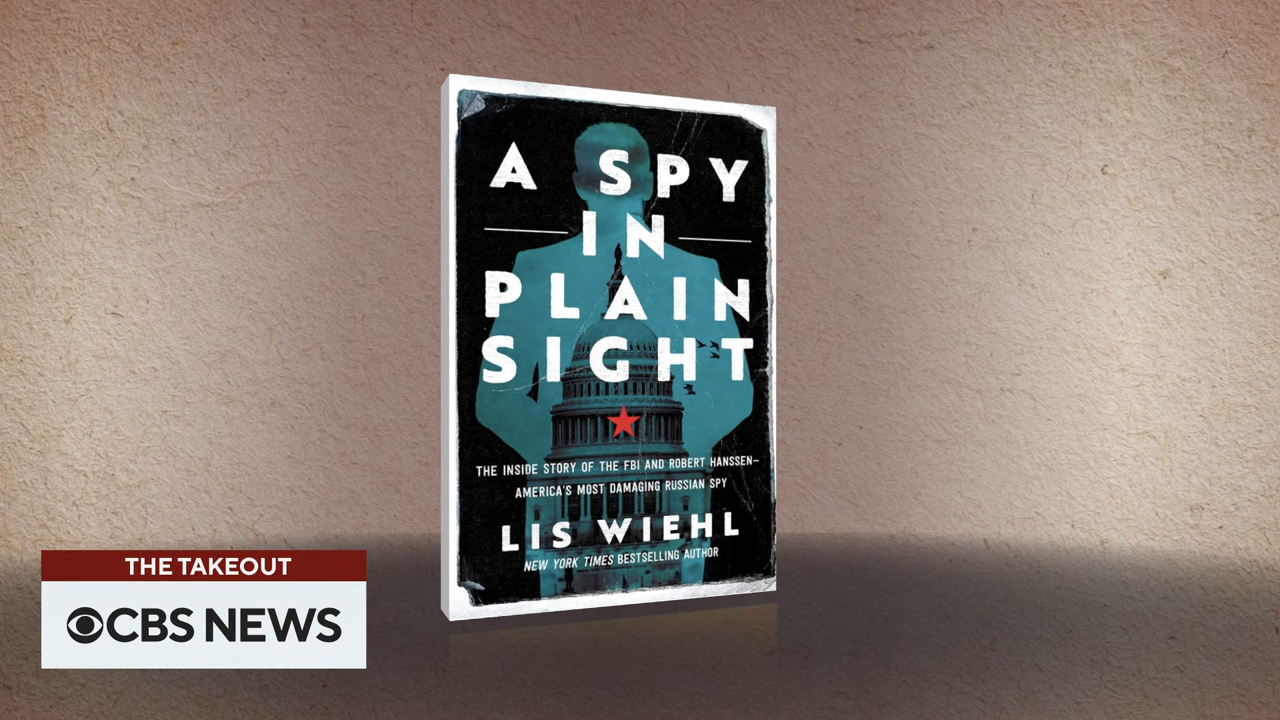 A SPY
IN
PLAIN
SIGHT
THE INSIDE STORY OF THE FBI AND ROBERT HANSSEN–
AMERICA'S MOST DAMAGING RUSSIAN SPY
LIS WIEHL
NEW YORK TIMES BESTSELLING AUTHOR
THE TAKEOUT
CBS NEWS